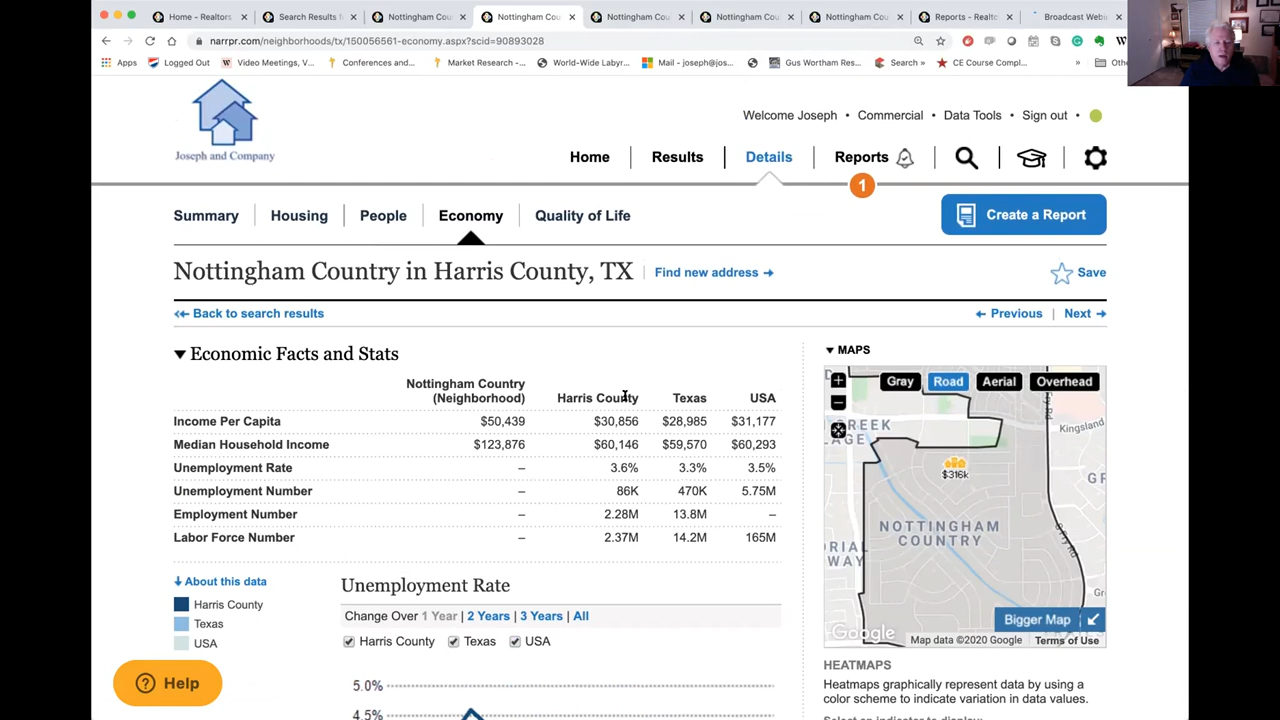 Home - Realtors
Search Results f
Nottingham Cou
Nottingham Cou
Nottingham Cou
Nottingham Cou
Nottingham Cou
Reports - Realto
Broadcast Webi
narrpr.com/neighborhoods/tx/150056561-economy.aspx?scid=90893028
Apps
Logged Out
Video Meetings, V...
Conferences and...
Market Research -...
World-Wide Labyr...
Mail - joseph@jos...
Gus Wortham Res...
Search »
CE Course Compl...
»
Joseph and Company
Welcome Joseph • Commercial • Data Tools • Sign out •
Home
Results
Details
Reports
1
Summary
Housing
People
Economy
Quality of Life
Create a Report
Nottingham Country in Harris County, TX
Find new address
Save
Back to search results
Previous | Next
Economic Facts and Stats
Nottingham Country (Neighborhood) Harris County Texas USA
Income Per Capita $50,439 $30,856 $28,985 $31,177
Median Household Income $123,876 $60,146 $59,570 $60,293
Unemployment Rate – 3.6% 3.3% 3.5%
Unemployment Number – 86K 470K 5.75M
Employment Number – 2.28M 13.8M –
Labor Force Number – 2.37M 14.2M 165M
About this data
Harris County
Texas
USA
Unemployment Rate
Change Over 1 Year | 2 Years | 3 Years | All
Harris County
Texas
USA
5.0%
4.5%
Help
MAPS
Gray
Road
Aerial
Overhead
Kingsland
$316k
NOTTINGHAM
COUNTRY
Bigger Map
Google
Map data ©2020 Google
Terms of Use
HEATMAPS
Heatmaps graphically represent data by using a
color scheme to indicate variation in data values.
Select an indicator to display: